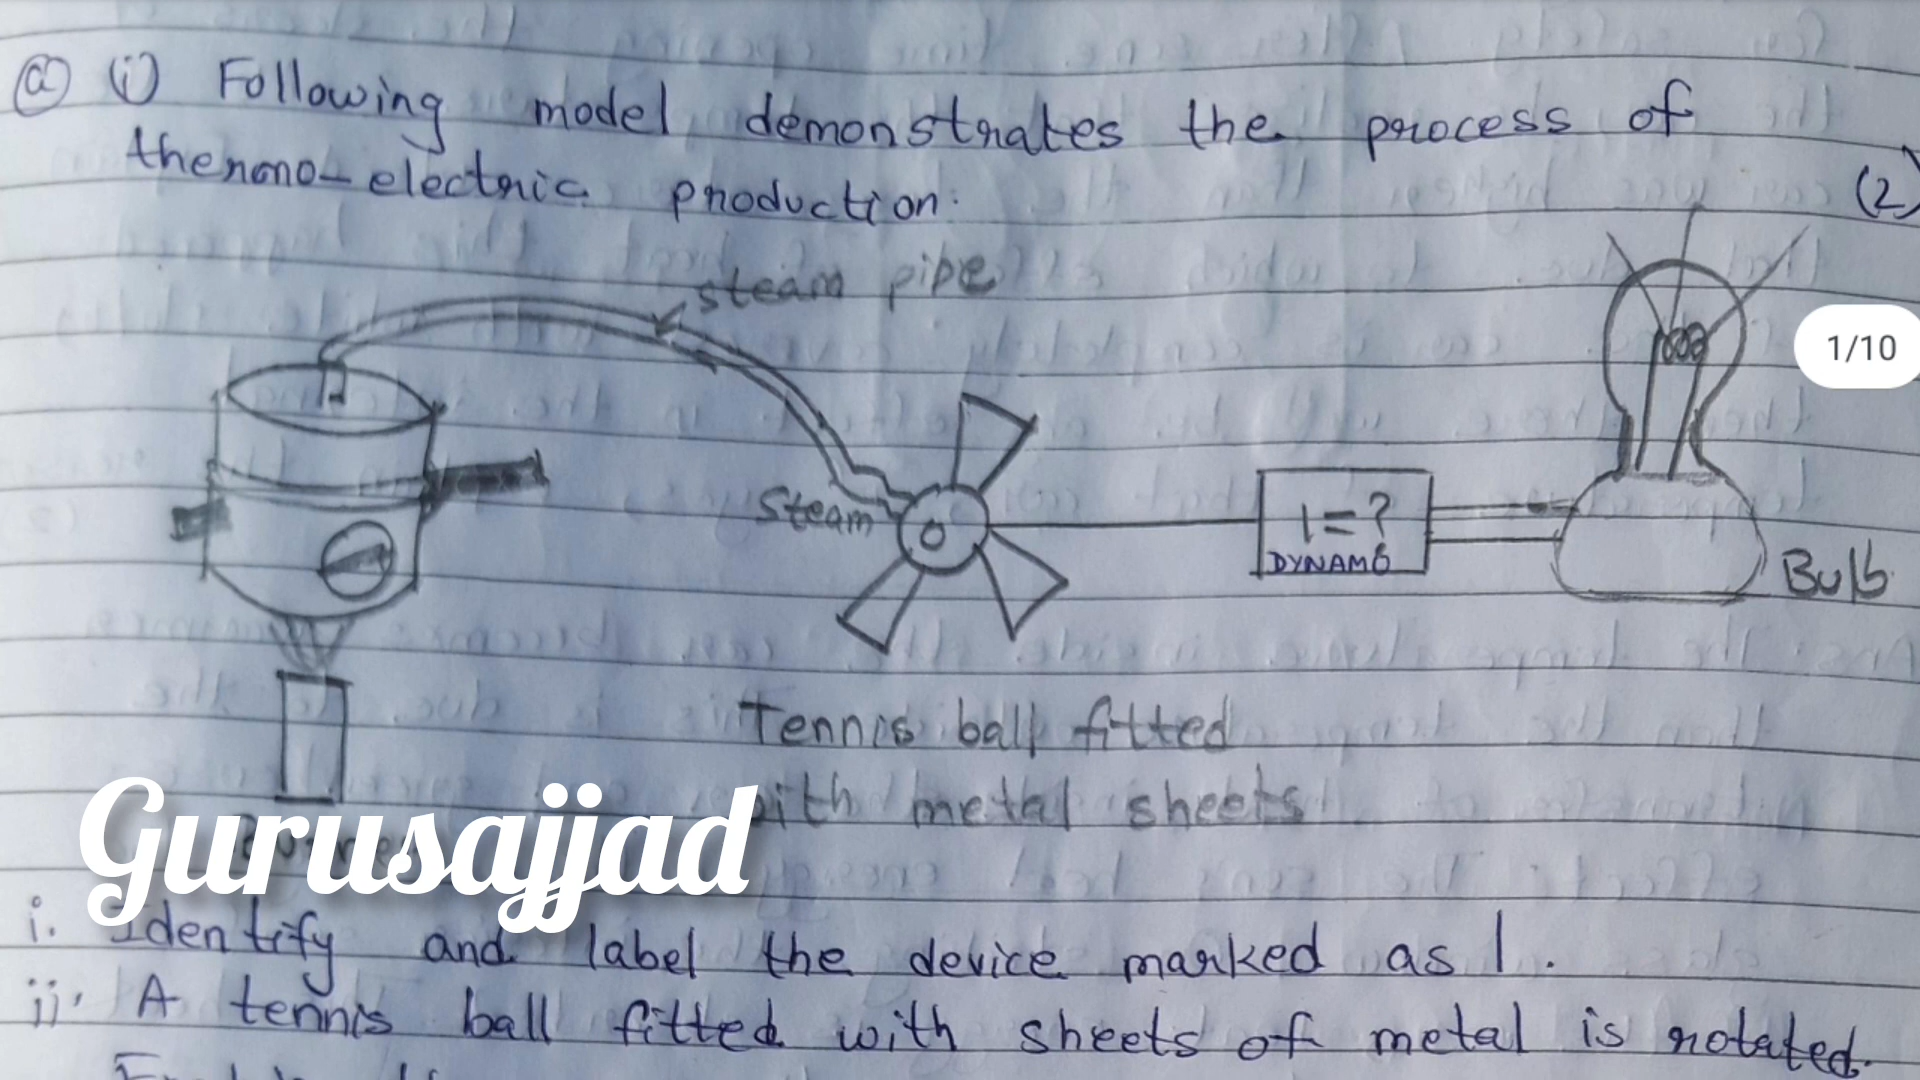 (a) (i) Following model demonstrates the process of
thermo-electric production. (2)
steam pipe
1/10
Steam
1=?
DYNAMO
Bulb
Tennis ball fitted
with metal sheets
Gurusajjad
i. Identify and label the device marked as 1.
ii. A tennis ball fitted with sheets of metal is rotated.